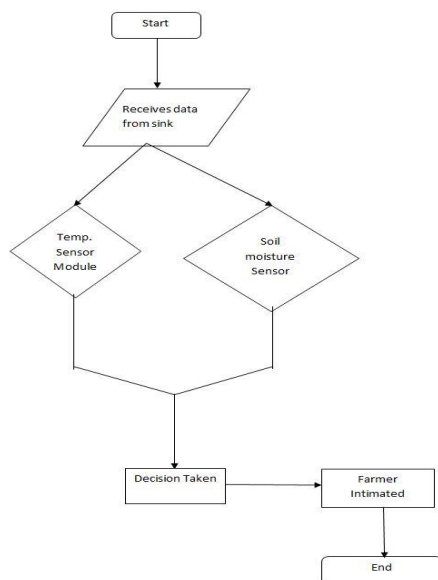 Start
Receives data
from sink
Temp.
Sensor
Module
Soil
moisture
Sensor
Decision Taken
Farmer
Intimated
End